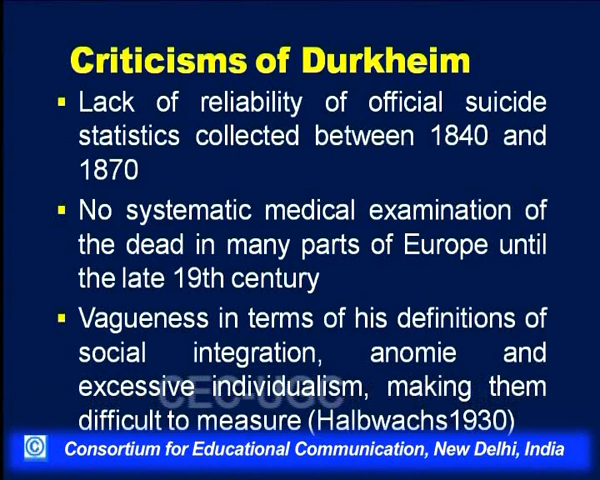 Criticisms of Durkheim
▪ Lack of reliability of official suicide
statistics collected between 1840 and
1870
▪ No systematic medical examination of
the dead in many parts of Europe until
the late 19th century
▪ Vagueness in terms of his definitions of
social integration, anomie and
excessive individualism, making them
difficult to measure (Halbwachs1930)
CEC-UGC
© Consortium for Educational Communication, New Delhi, India